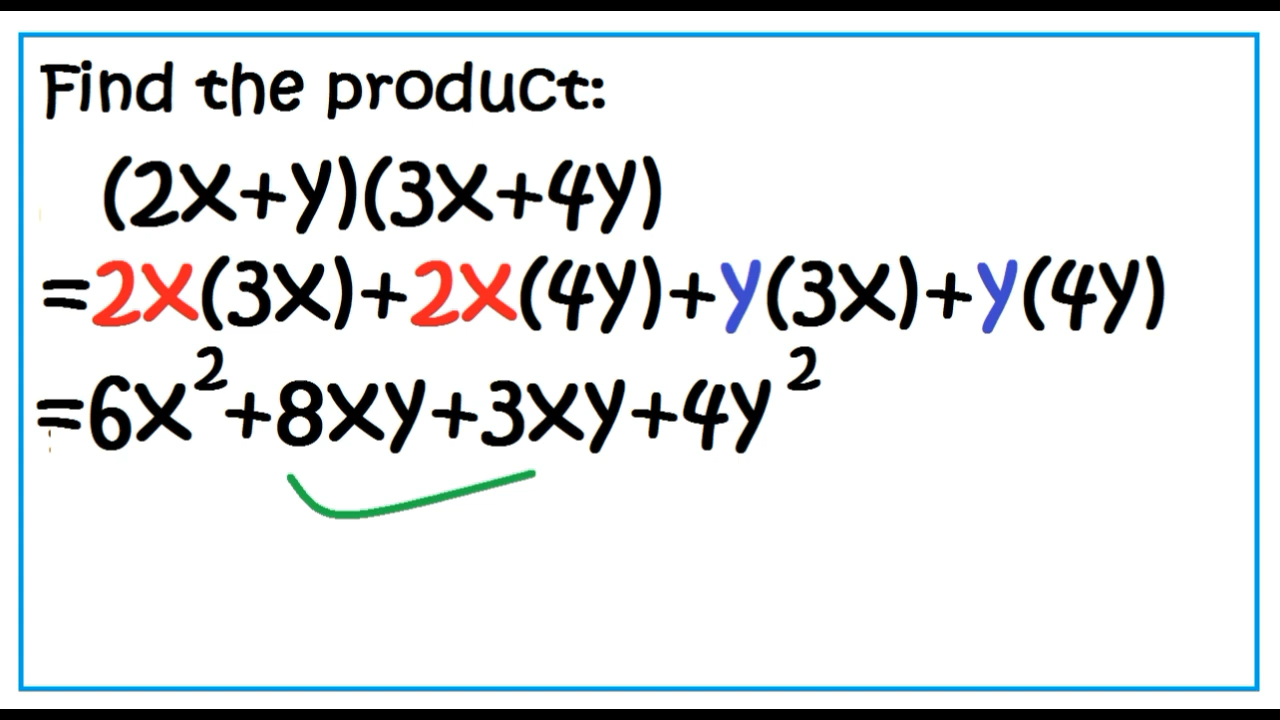 Find the product:
(2x+y)(3x+4y)
=2x(3x)+2x(4y)+y(3x)+y(4y)
=6x²+8xy+3xy+4y²